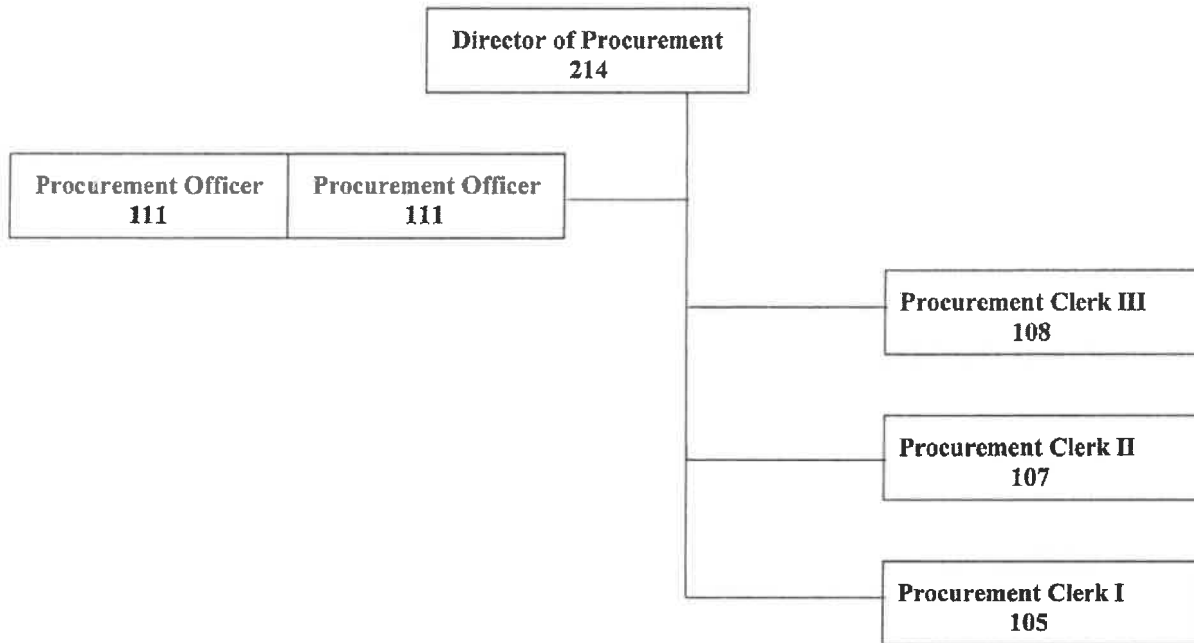 Director of Procurement
214
Procurement Officer
111
Procurement Officer
111
Procurement Clerk III
108
Procurement Clerk II
107
Procurement Clerk I
105